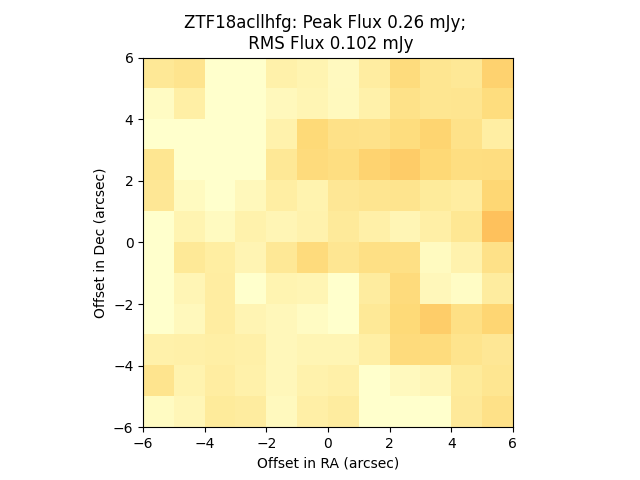 ZTF18acllhfg: Peak Flux 0.26 mJy;
RMS Flux 0.102 mJy
6
4
2
0
−2
−4
−6
Offset in Dec (arcsec)
−6 −4 −2 0 2 4 6
Offset in RA (arcsec)